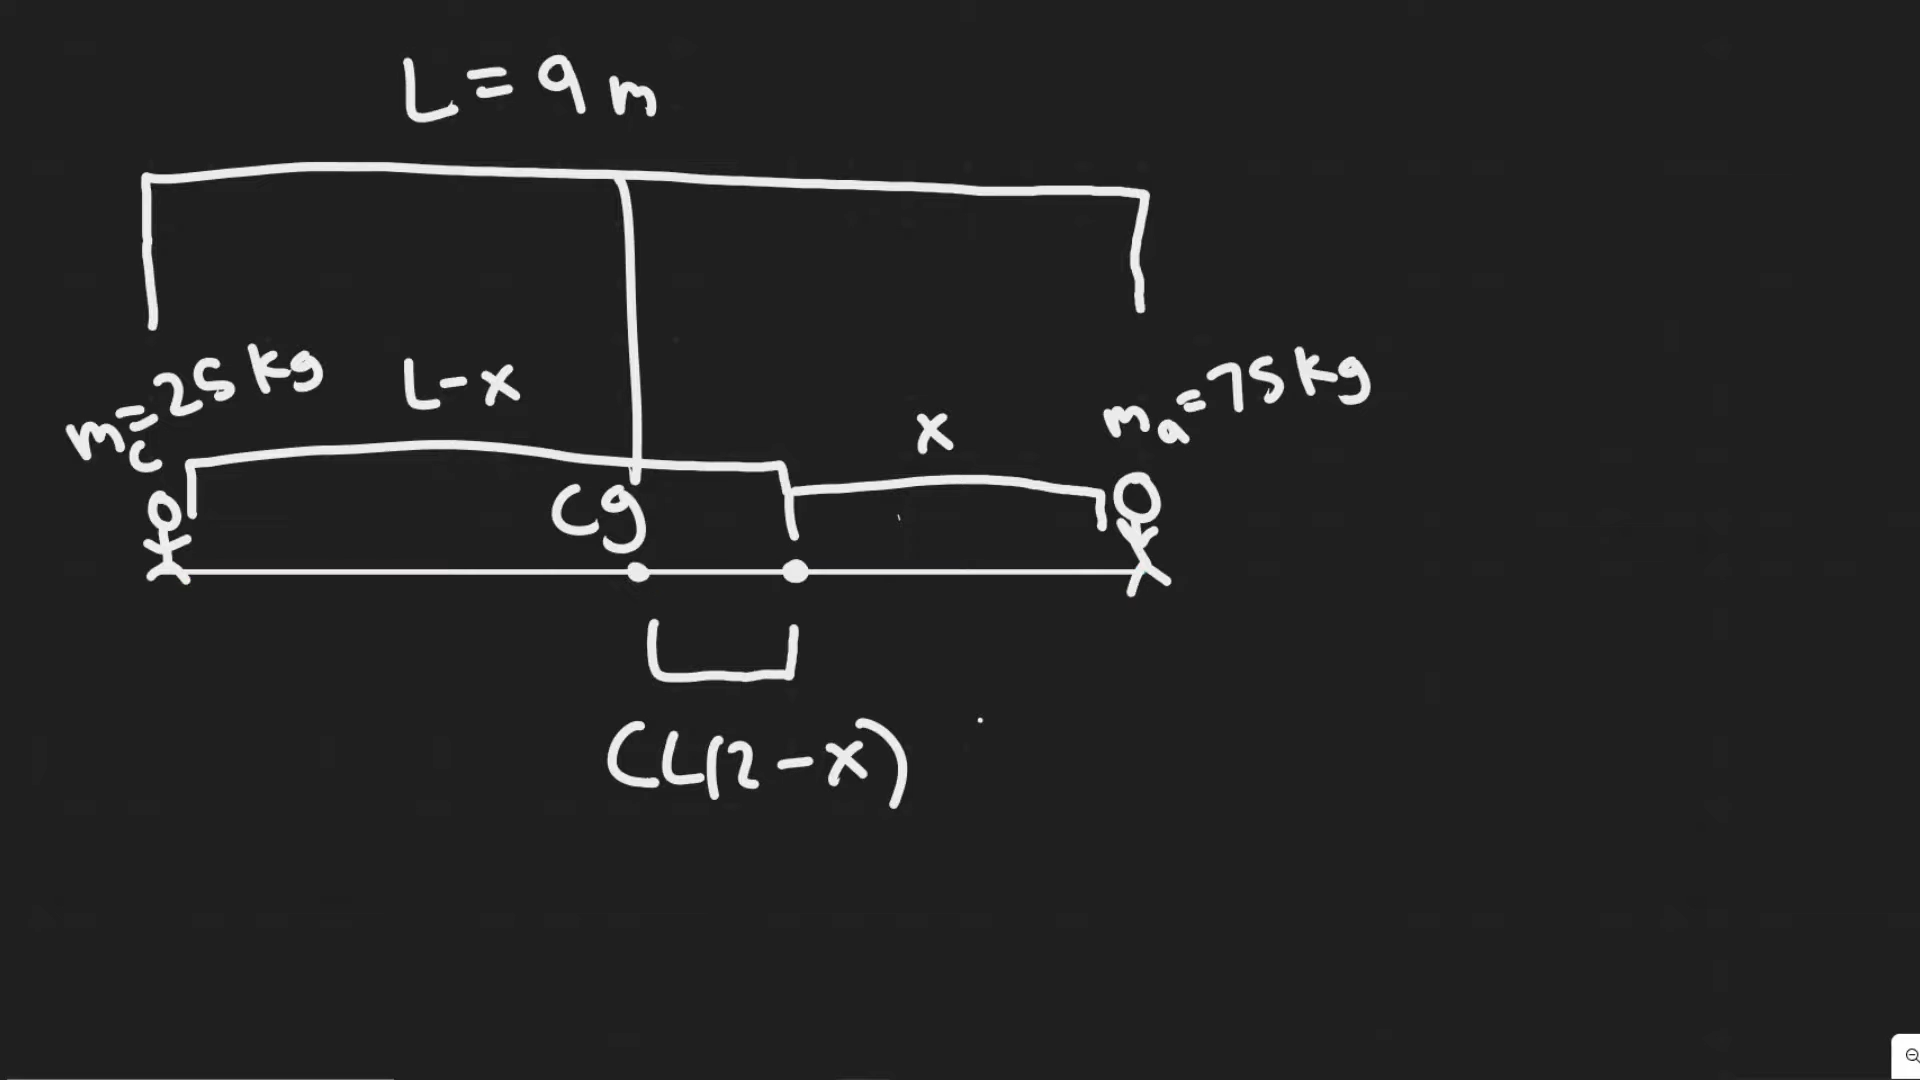 L = 9 m
m_c = 25 kg
L - x
x
m_a = 75 kg
Cg
(L/2 - x)